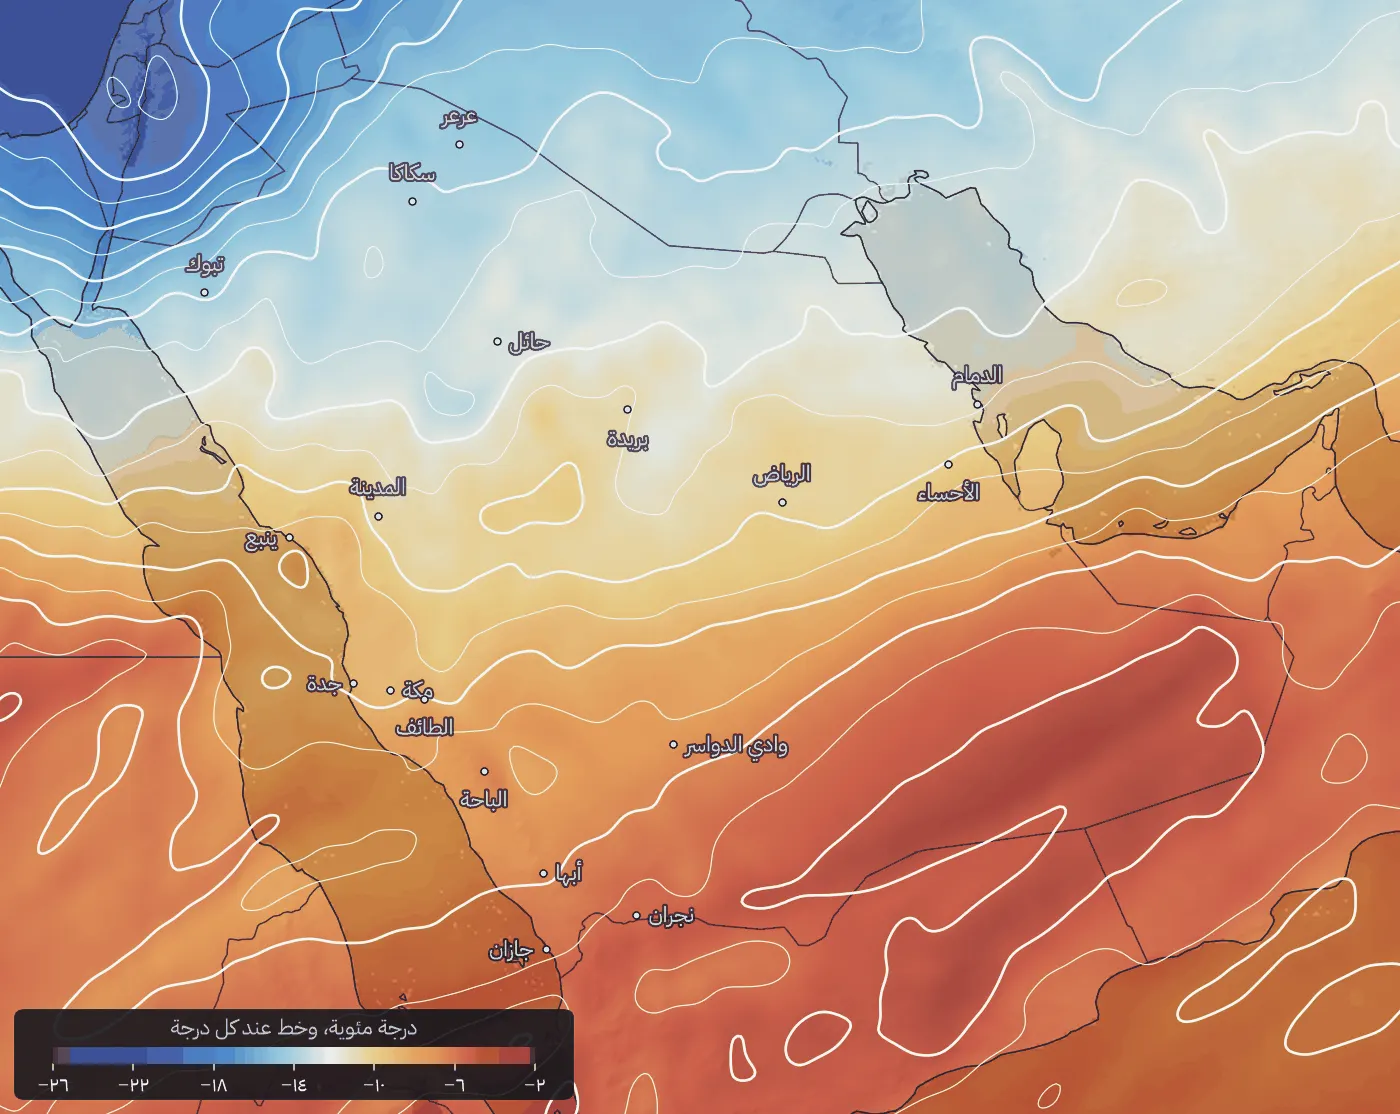 عرعر
سكاكا
تبوك
حائل
الدمام
بريدة
الرياض
الأحساء
المدينة
ينبع
جدة
مكة
الطائف
وادي الدواسر
الباحة
أبها
نجران
جازان
درجة مئوية، وخط عند كل درجة
−٢٦ −٢٢ −١٨ −١٤ −١٠ −٦ −٢